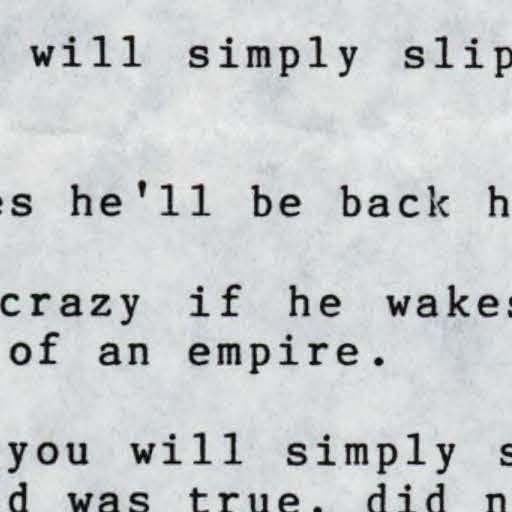 will simply slip
es he'll be back h
crazy if he wakes
of an empire.
you will simply s
d was true, did n